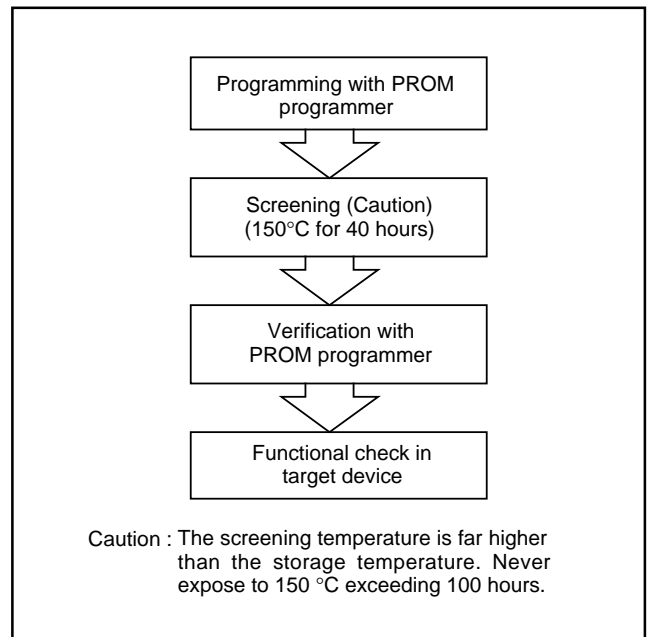 Programming with PROM
programmer
Screening (Caution)
(150°C for 40 hours)
Verification with
PROM programmer
Functional check in
target device
Caution : The screening temperature is far higher
than the storage temperature. Never
expose to 150 °C exceeding 100 hours.